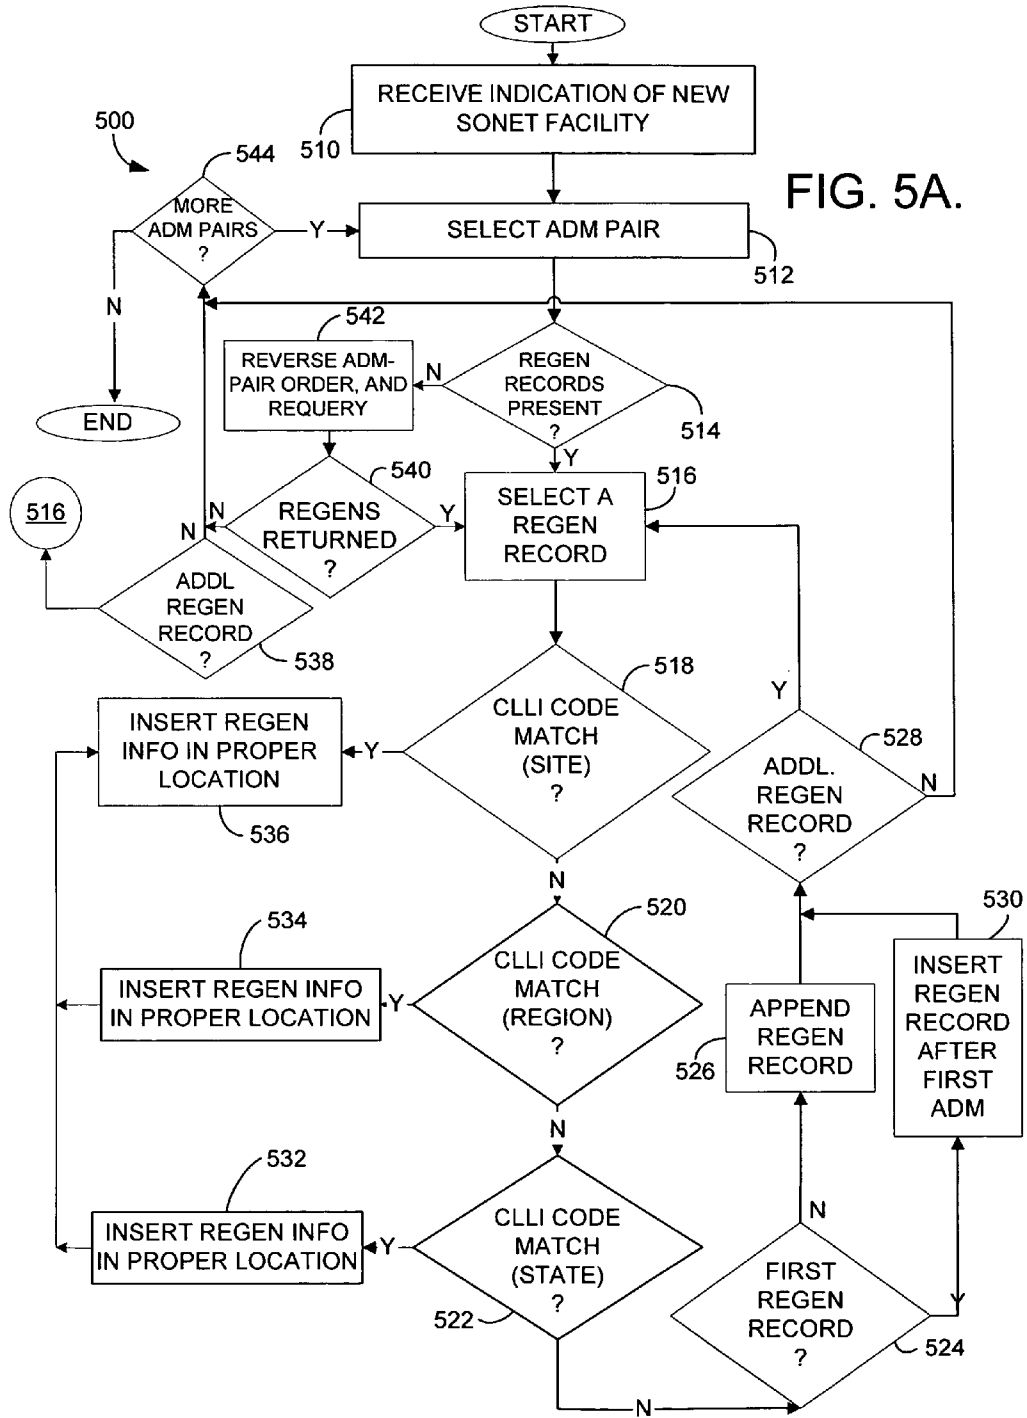 START
RECEIVE INDICATION OF NEW
SONET FACILITY
510
500
544
FIG. 5A.
MORE
ADM PAIRS
?
Y
SELECT ADM PAIR
512
N
542
REVERSE ADM-
PAIR ORDER, AND
REQUERY
N
REGEN
RECORDS
PRESENT
?
514
END
Y
540
516
516
N
REGENS
RETURNED
?
Y
SELECT A
REGEN
RECORD
N
ADDL
REGEN
RECORD
?
538
518
CLLI CODE
MATCH
(SITE)
?
Y
INSERT REGEN
INFO IN PROPER
LOCATION
536
Y
528
ADDL.
REGEN
RECORD
?
N
N
520
534
CLLI CODE
MATCH
(REGION)
?
Y
INSERT REGEN INFO
IN PROPER LOCATION
530
INSERT
REGEN
RECORD
AFTER
FIRST
ADM
APPEND
REGEN
RECORD
526
N
532
CLLI CODE
MATCH
(STATE)
?
Y
INSERT REGEN INFO
IN PROPER LOCATION
522
N
FIRST
REGEN
RECORD
?
Y
524
N